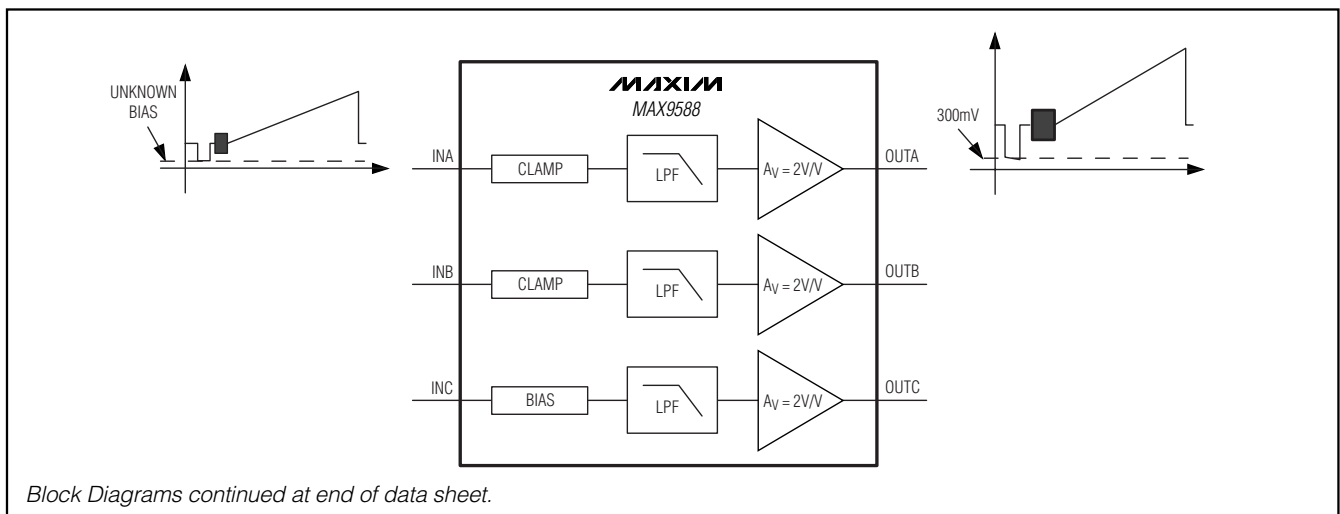 MAXIM
MAX9588
UNKNOWN
BIAS
300mV
INA
CLAMP
LPF
AV = 2V/V
OUTA
INB
CLAMP
LPF
AV = 2V/V
OUTB
INC
BIAS
LPF
AV = 2V/V
OUTC
Block Diagrams continued at end of data sheet.